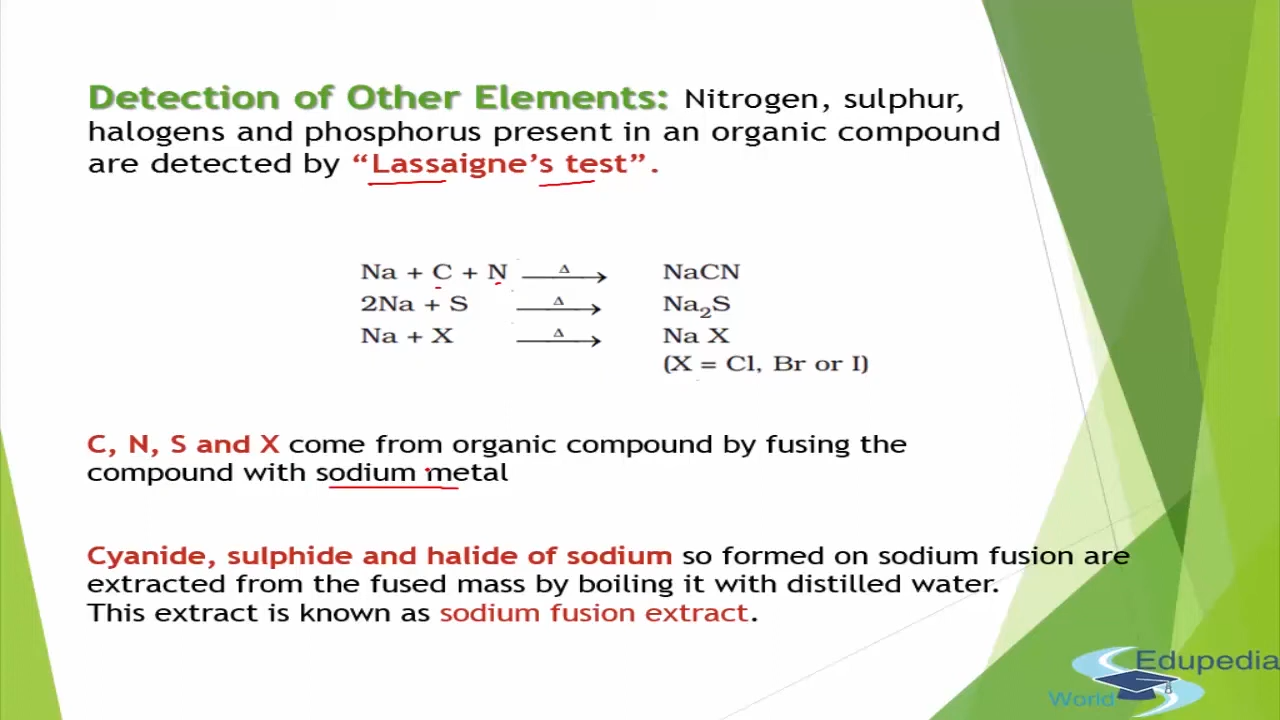 Detection of Other Elements: Nitrogen, sulphur,
halogens and phosphorus present in an organic compound
are detected by “Lassaigne’s test”.
Na + C + N Δ NaCN
2Na + S Δ Na₂S
Na + X Δ Na X
(X = Cl, Br or I)
C, N, S and X come from organic compound by fusing the
compound with sodium metal
Cyanide, sulphide and halide of sodium so formed on sodium fusion are
extracted from the fused mass by boiling it with distilled water.
This extract is known as sodium fusion extract.
Edupedia
World